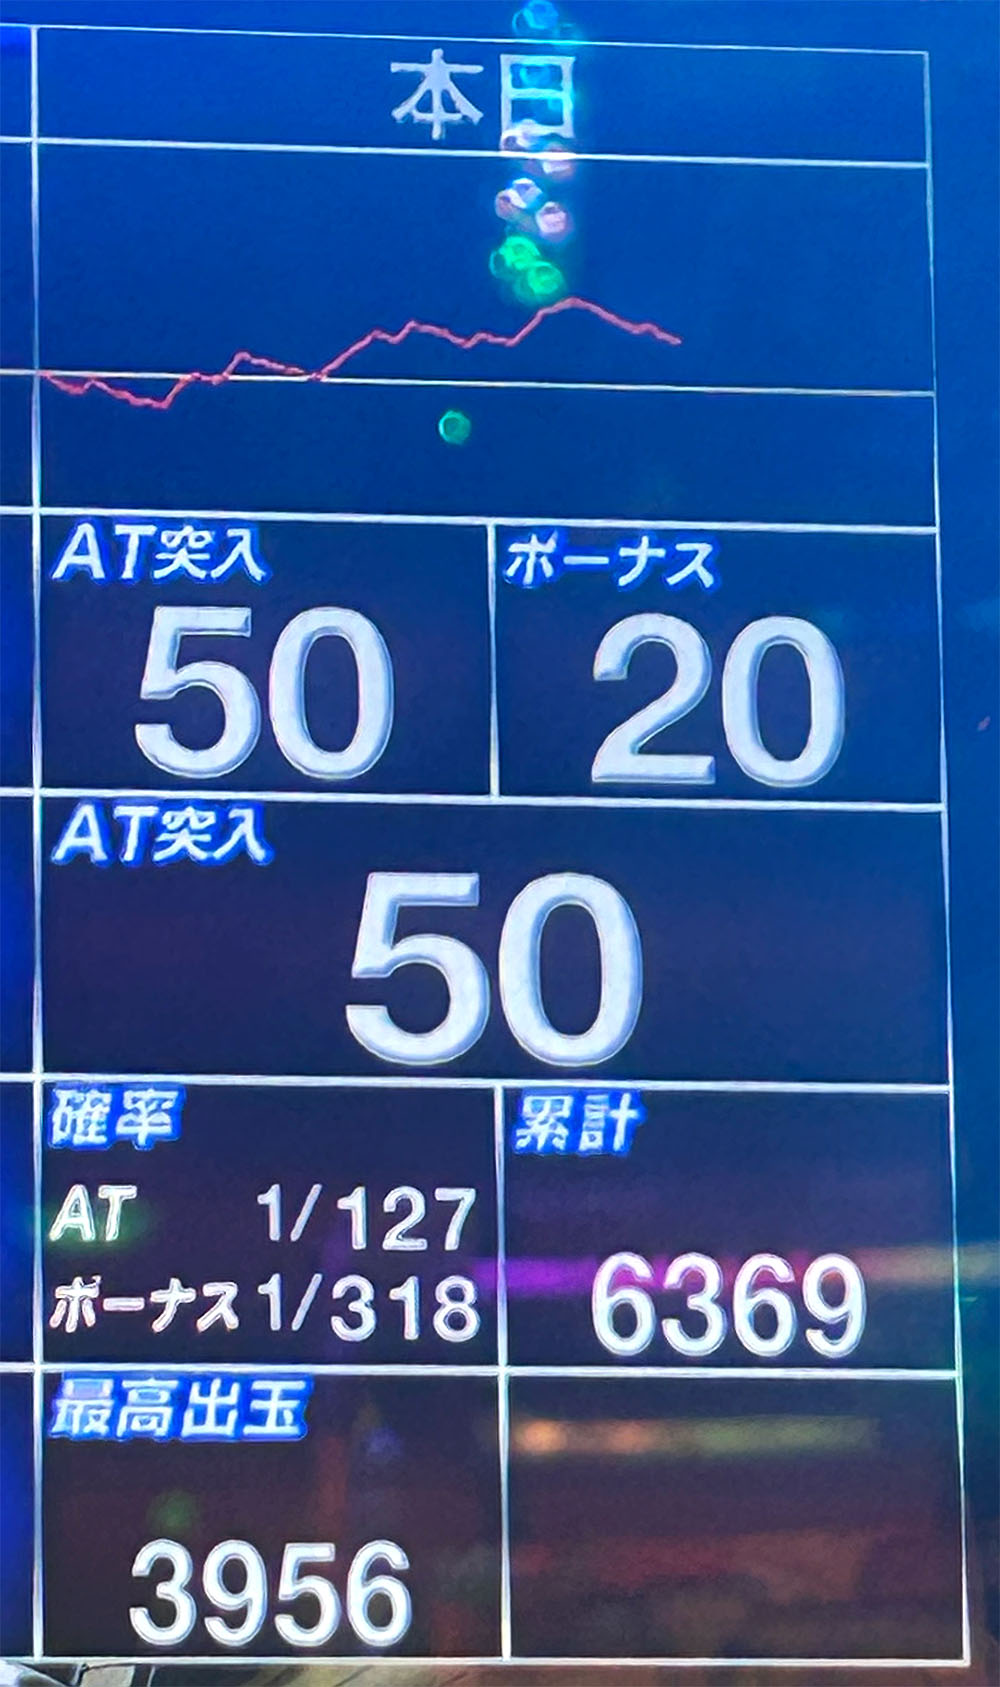 本日
AT突入
50
ボーナス
20
AT突入
50
確率
AT 1/127
ボーナス 1/318
累計
6369
最高出玉
3956